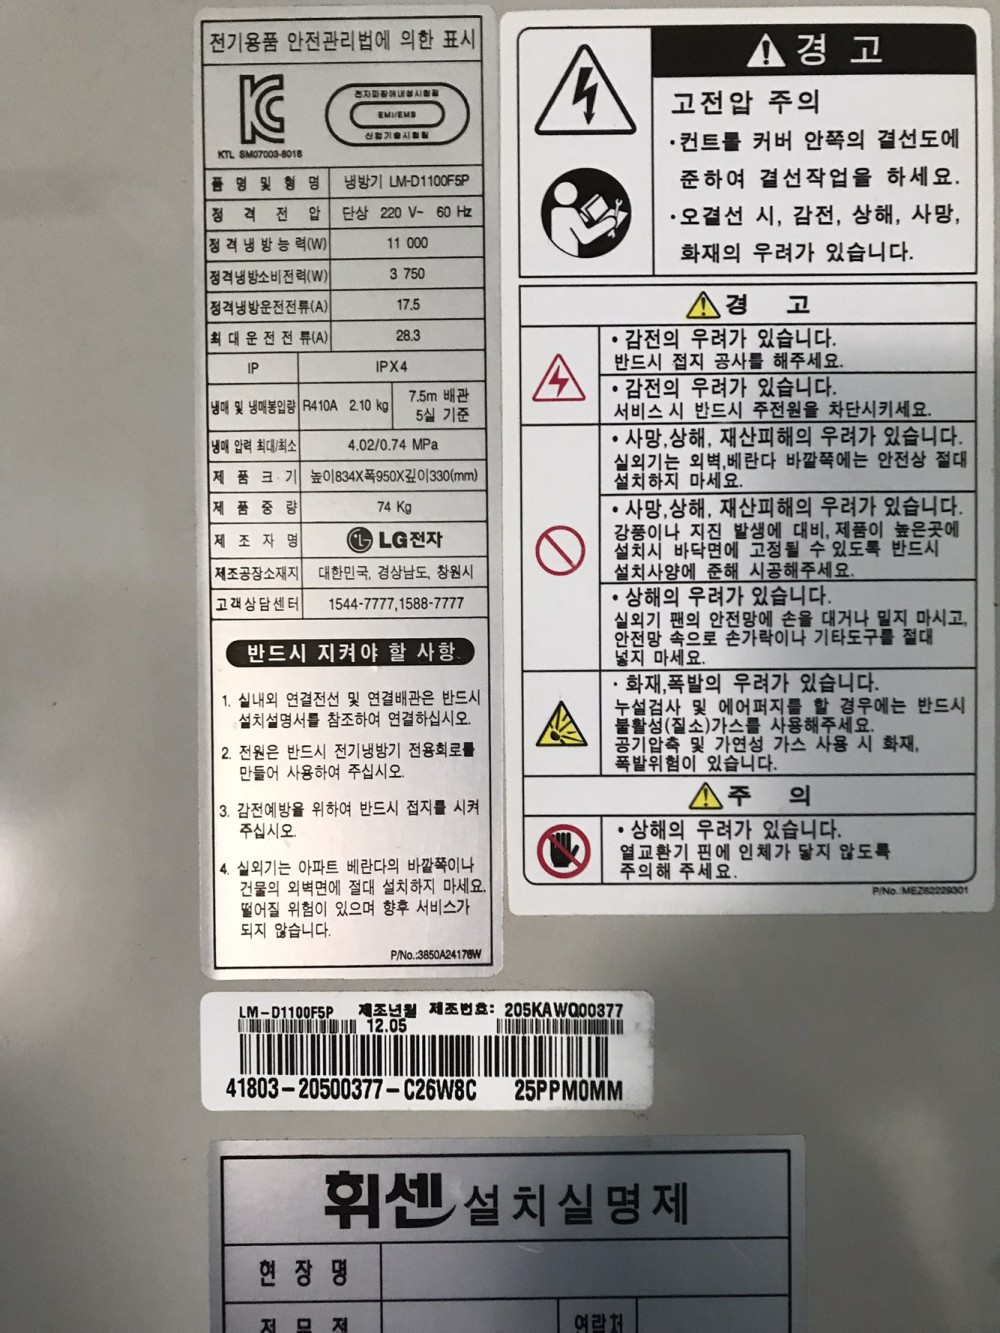 전기용품 안전관리법에 의한 표시
KTL SM07003-8016
전자파장해내성시험필
EMI/EMS
산업기술시험원
품 명 및 형 명 냉방기 LM-D1100F5P
정 격 전 압 단상 220 V~ 60 Hz
정격냉방능력(W) 11 000
정격냉방소비전력(W) 3 750
정격냉방운전전류(A) 17.5
최대운전전류(A) 28.3
IP IPX4
냉매 및 냉매봉입량 R410A 2.10 kg 7.5m 배관
5실 기준
냉매 압력 최대/최소 4.02/0.74 MPa
제 품 크 기 높이834X폭950X깊이330(mm)
제 품 중 량 74 Kg
제 조 자 명 LG전자
제조공장소재지 대한민국, 경상남도, 창원시
고객상담센터 1544-7777,1588-7777
반드시 지켜야 할 사항
1. 실내외 연결전선 및 연결배관은 반드시
설치설명서를 참조하여 연결하십시오.
2. 전원은 반드시 전기냉방기 전용회로를
만들어 사용하여 주십시오.
3. 감전예방을 위하여 반드시 접지를 시켜
주십시오.
4. 실외기는 아파트 베란다의 바깥쪽이나
건물의 외벽면에 절대 설치하지 마세요.
떨어질 위험이 있으며 향후 서비스가
되지 않습니다.
P/No.:3850A24176W
경 고
고전압 주의
·컨트롤 커버 안쪽의 결선도에
준하여 결선작업을 하세요.
·오결선 시, 감전, 상해, 사망,
화재의 우려가 있습니다.
경 고
• 감전의 우려가 있습니다.
반드시 접지 공사를 해주세요.
• 감전의 우려가 있습니다.
서비스 시 반드시 주전원을 차단시키세요.
• 사망,상해, 재산피해의 우려가 있습니다.
실외기는 외벽,베란다 바깥쪽에는 안전상 절대
설치하지 마세요.
• 사망,상해, 재산피해의 우려가 있습니다.
강풍이나 지진 발생에 대비, 제품이 높은곳에
설치시 바닥면에 고정될 수 있도록 반드시
설치사양에 준해 시공해주세요.
• 상해의 우려가 있습니다.
실외기 팬의 안전망에 손을 대거나 밀지 마시고,
안전망 속으로 손가락이나 기타도구를 절대
넣지 마세요.
· 화재,폭발의 우려가 있습니다.
누설검사 및 에어퍼지를 할 경우에는 반드시
불활성(질소)가스를 사용해주세요.
공기압축 및 가연성 가스 사용 시 화재,
폭발위험이 있습니다.
주 의
• 상해의 우려가 있습니다.
열교환기 핀에 인체가 닿지 않도록
주의해 주세요.
P/No.:MEZ62229301
LM-D1100F5P 제조년월 제조번호: 205KAWQ00377
12.05
41803-20500377-C26W8C 25PPM0MM
휘센 설치실명제
현 장 명
연락처